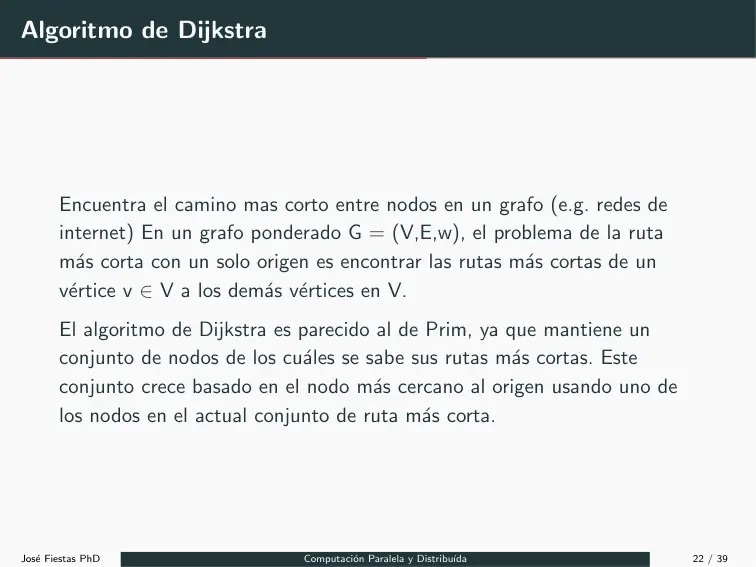 Algoritmo de Dijkstra
Encuentra el camino mas corto entre nodos en un grafo (e.g. redes de
internet) En un grafo ponderado G = (V,E,w), el problema de la ruta
más corta con un solo origen es encontrar las rutas más cortas de un
vértice v ∈ V a los demás vértices en V.
El algoritmo de Dijkstra es parecido al de Prim, ya que mantiene un
conjunto de nodos de los cuáles se sabe sus rutas más cortas. Este
conjunto crece basado en el nodo más cercano al origen usando uno de
los nodos en el actual conjunto de ruta más corta.
José Fiestas PhD
Computación Paralela y Distribuída
22 / 39